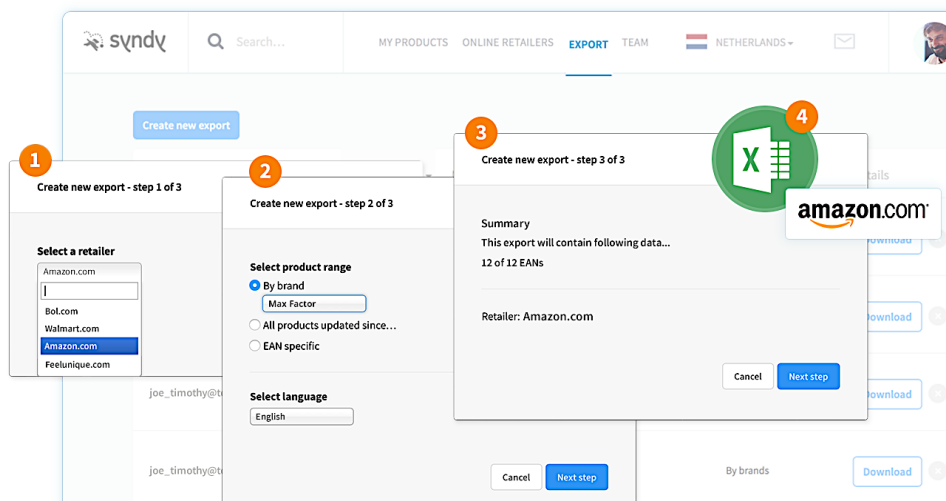 syndy
Search...
MY PRODUCTS
ONLINE RETAILERS
EXPORT
TEAM
NETHERLANDS
Create new export
1
Create new export - step 1 of 3
Select a retailer
Amazon.com
Bol.com
Walmart.com
Amazon.com
Feelunique.com
2
Create new export - step 2 of 3
Select product range
By brand
Max Factor
All products updated since...
EAN specific
Select language
English
Cancel
Next step
3
Create new export - step 3 of 3
Summary
This export will contain following data...
12 of 12 EANs
Retailer: Amazon.com
Cancel
Next step
4
X
amazon.com
Download
Download
joe_timothy@t
Download
joe_timothy@t
By brands
Download